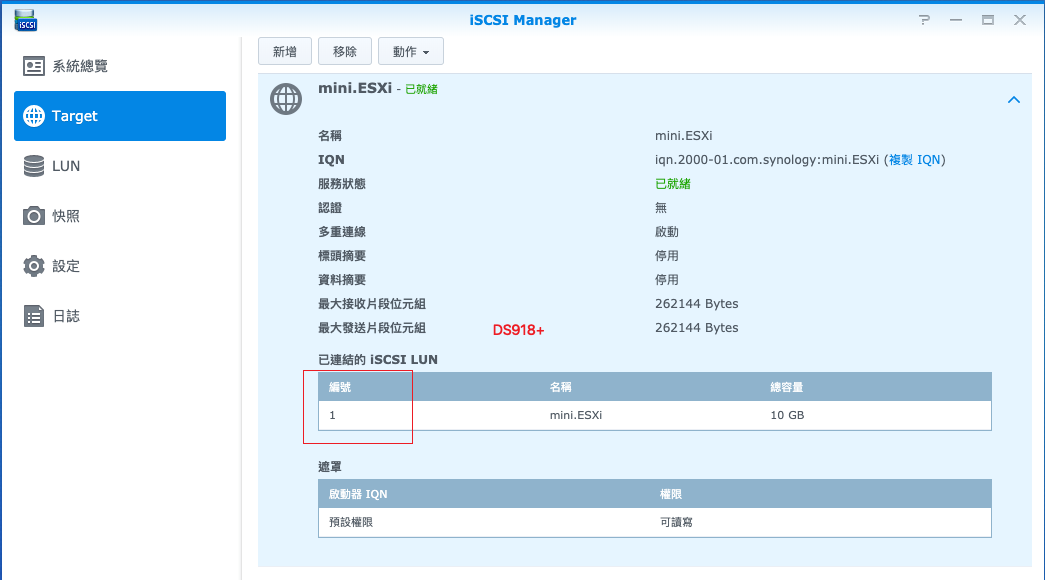 iSCSI
iSCSI Manager
新增 移除 動作
系統總覽
Target
LUN
快照
設定
日誌
mini.ESXi - 已就緒
名稱 mini.ESXi
IQN iqn.2000-01.com.synology:mini.ESXi (複製 IQN)
服務狀態 已就緒
認證 無
多重連線 啟動
標頭摘要 停用
資料摘要 停用
最大接收片段位元組 262144 Bytes
最大發送片段位元組 262144 Bytes
DS918+
已連結的 iSCSI LUN
編號 名稱 總容量
1 mini.ESXi 10 GB
遮罩
啟動器 IQN 權限
預設權限 可讀寫